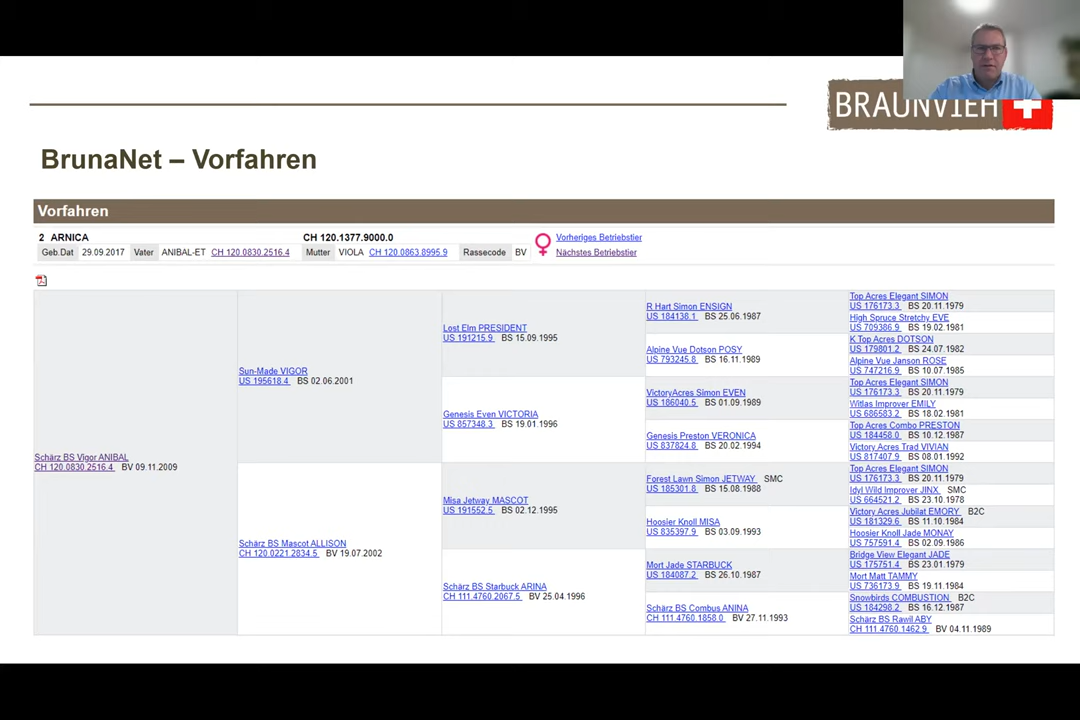 BRAUNVIEH
BrunaNet – Vorfahren
Vorfahren
2 ARNICA CH 120.1377.9000.0 Vorheriges Betriebstier
Geb.Dat 29.09.2017 Vater ANIBAL-ET CH 120.0830.2516.4 Mutter VIOLA CH 120.0863.8995.9 Rassecode BV Nächstes Betriebstier
Schärz BS Vigor ANIBAL
CH 120.0830.2516.4 BV 09.11.2009
Sun-Made VIGOR
US 195618.4 BS 02.06.2001
Schärz BS Mascot ALLISON
CH 120.0221.2834.5 BV 19.07.2002
Lost Elm PRESIDENT
US 191215.9 BS 15.09.1995
Genesis Even VICTORIA
US 857348.3 BS 19.01.1996
Misa Jetway MASCOT
US 191552.5 BS 02.12.1995
Schärz BS Starbuck ARINA
CH 111.4760.2067.5 BV 25.04.1996
R Hart Simon ENSIGN
US 184138.1 BS 25.06.1987
Alpine Vue Dotson POSY
US 793245.8 BS 16.11.1989
VictoryAcres Simon EVEN
US 186040.5 BS 01.09.1989
Genesis Preston VERONICA
US 837824.8 BS 20.02.1994
Forest Lawn Simon JETWAY SMC
US 185301.8 BS 15.08.1988
Hoosier Knoll MISA
US 835397.9 BS 03.09.1993
Mort Jade STARBUCK
US 184087.2 BS 26.10.1987
Schärz BS Combus ANINA
CH 111.4760.1858.0 BV 27.11.1993
Top Acres Elegant SIMON
US 176173.3 BS 20.11.1979
High Spruce Stretchy EVE
US 709386.9 BS 19.02.1981
K Top Acres DOTSON
US 179801.2 BS 24.07.1982
Alpine Vue Janson ROSE
US 747216.9 BS 10.07.1985
Top Acres Elegant SIMON
US 176173.3 BS 20.11.1979
Witlas Improver EMILY
US 686583.2 BS 18.02.1981
Top Acres Combo PRESTON
US 184458.0 BS 10.12.1987
Victory Acres Trad VIVIAN
US 817407.9 BS 08.01.1992
Top Acres Elegant SIMON
US 176173.3 BS 20.11.1979
Idyl Wild Improver JINX SMC
US 664521.2 BS 23.10.1978
Victory Acres Jubilat EMORY B2C
US 181329.6 BS 11.10.1984
Hoosier Knoll Jade MONAY
US 757591.4 BS 02.09.1986
Bridge View Elegant JADE
US 175751.4 BS 23.01.1979
Mort Matt TAMMY
US 736173.9 BS 19.11.1984
Snowbirds COMBUSTION B2C
US 184298.2 BS 16.12.1987
Schärz BS Rawil ABY
CH 111.4760.1462.9 BV 04.11.1989